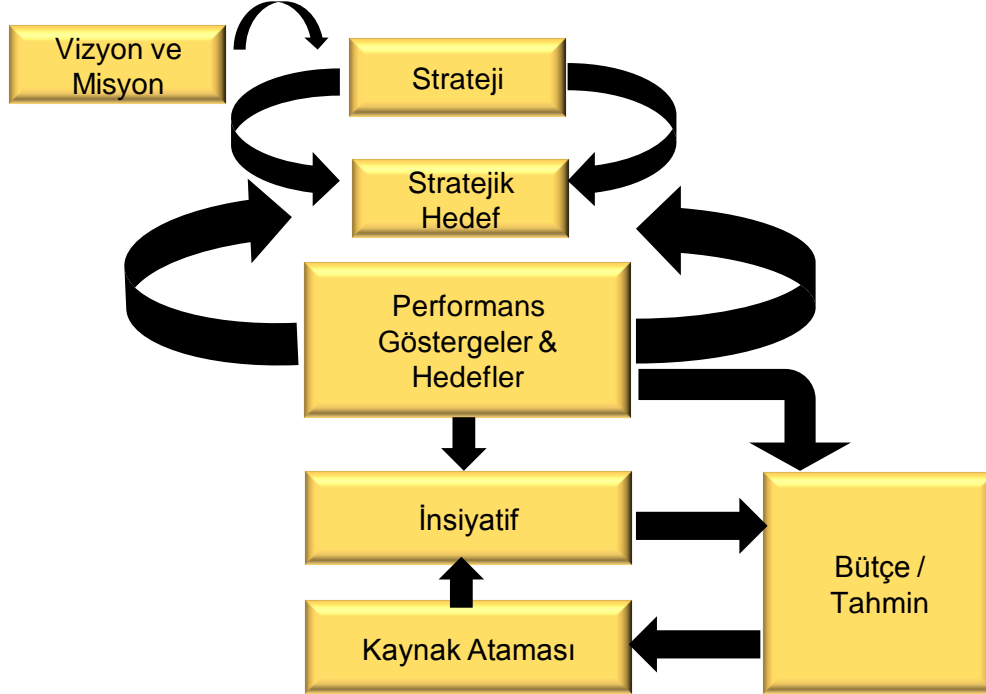 Vizyon ve
Misyon
Strateji
Stratejik
Hedef
Performans
Göstergeler &
Hedefler
İnsiyatif
Bütçe /
Tahmin
Kaynak Ataması